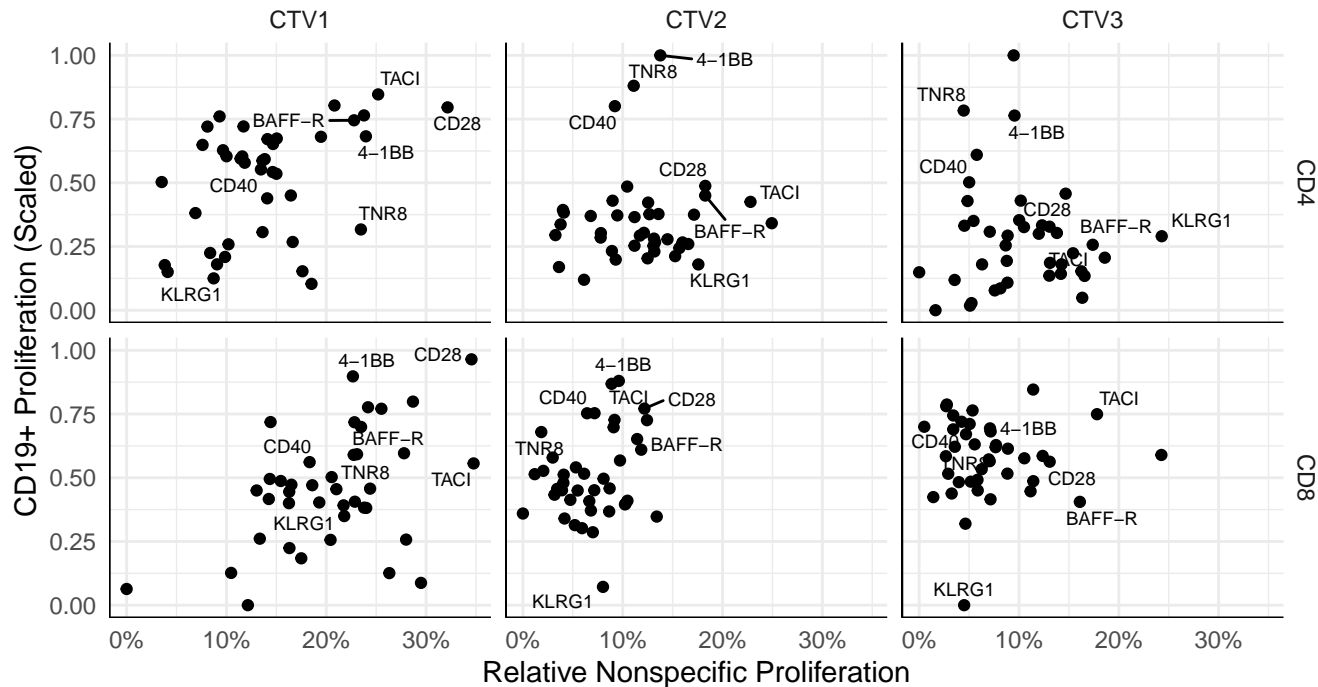 CTV1 CTV2 CTV3
CD19+ Proliferation (Scaled)
1.00
0.75
0.50
0.25
0.00
TACI
BAFF−R
CD28
4−1BB
CD40
TNR8
KLRG1
4−1BB
TNR8
CD40
CD28
TACI
BAFF−R
KLRG1
TNR8
4−1BB
CD40
CD28
BAFF−R
KLRG1
TACI
CD4
1.00
0.75
0.50
0.25
0.00
4−1BB
CD28
CD40
BAFF−R
TNR8
TACI
KLRG1
4−1BB
CD40
TACI
CD28
TNR8
BAFF−R
KLRG1
TACI
CD40
4−1BB
TNR8
CD28
BAFF−R
KLRG1
CD8
0% 10% 20% 30% 0% 10% 20% 30% 0% 10% 20% 30%
Relative Nonspecific Proliferation